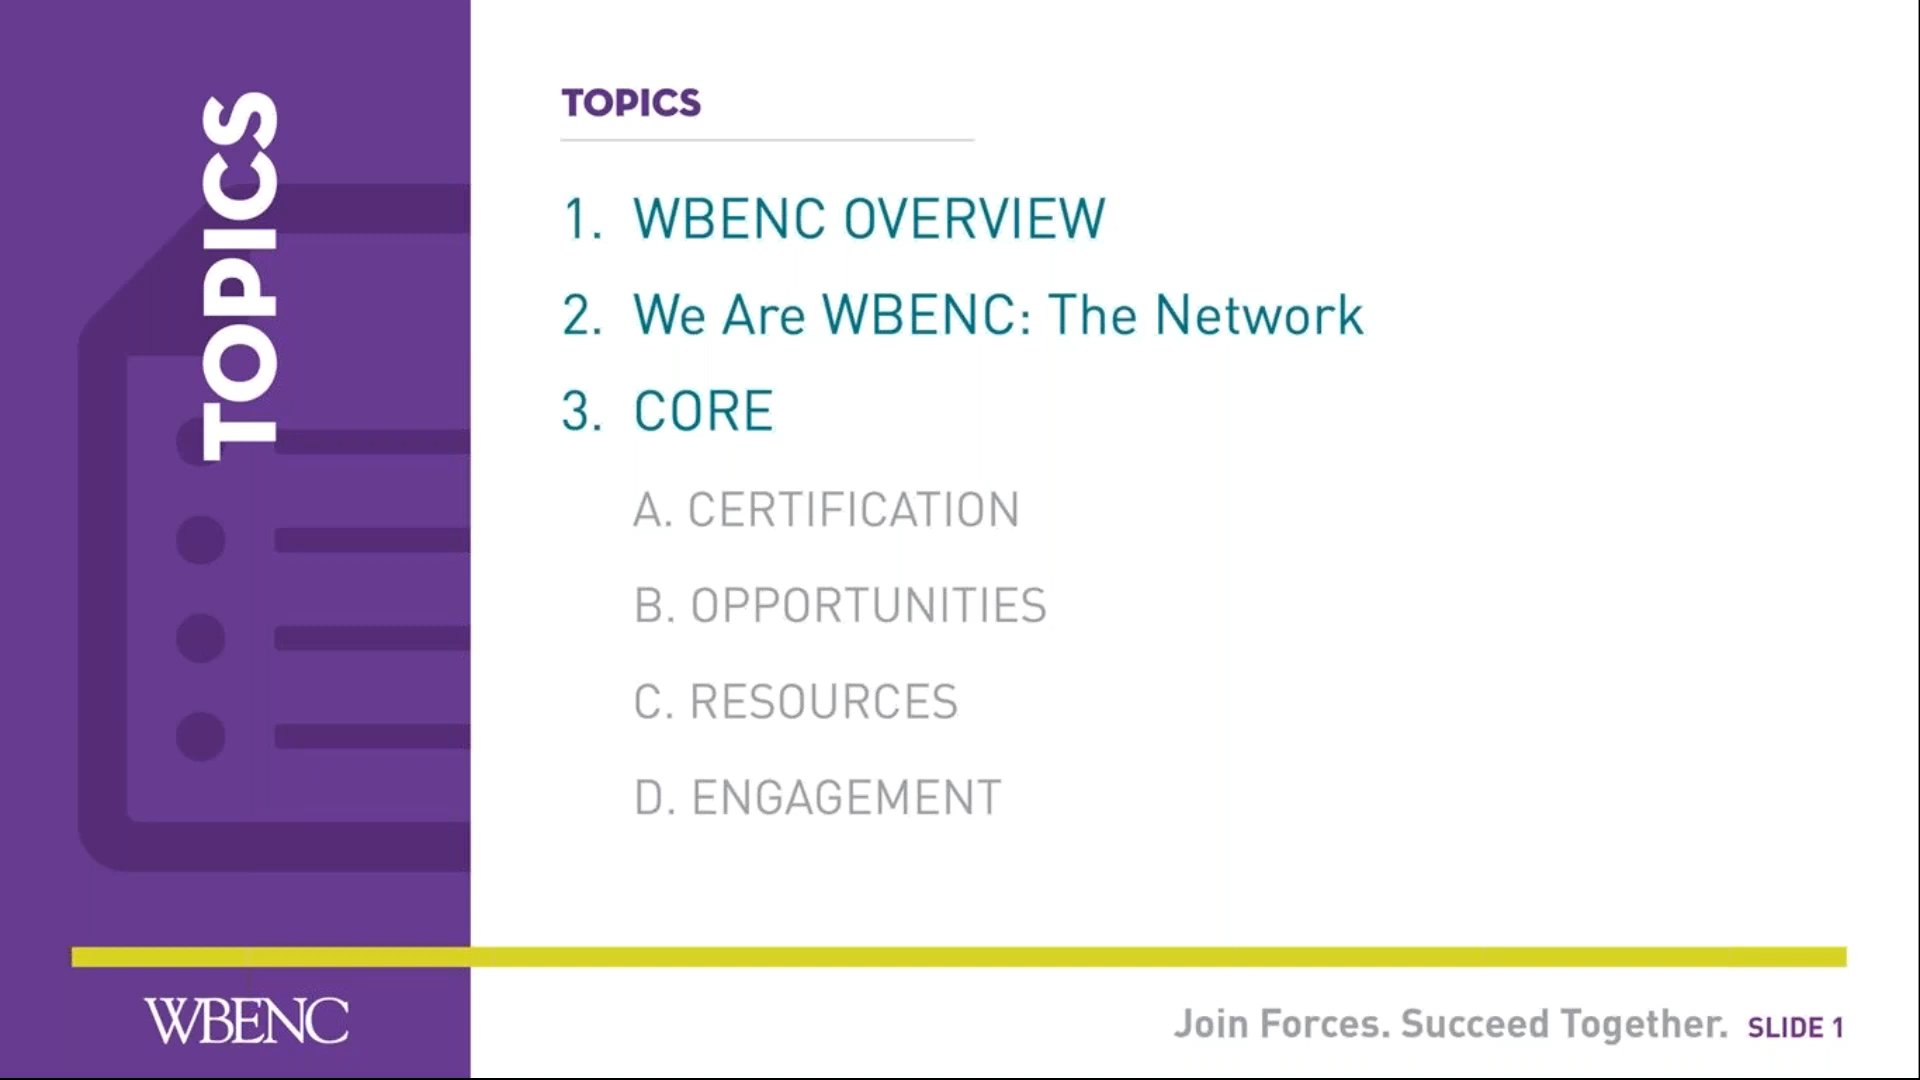 TOPICS
TOPICS
1. WBENC OVERVIEW
2. We Are WBENC: The Network
3. CORE
A. CERTIFICATION
B. OPPORTUNITIES
C. RESOURCES
D. ENGAGEMENT
WBENC
Join Forces. Succeed Together. SLIDE 1